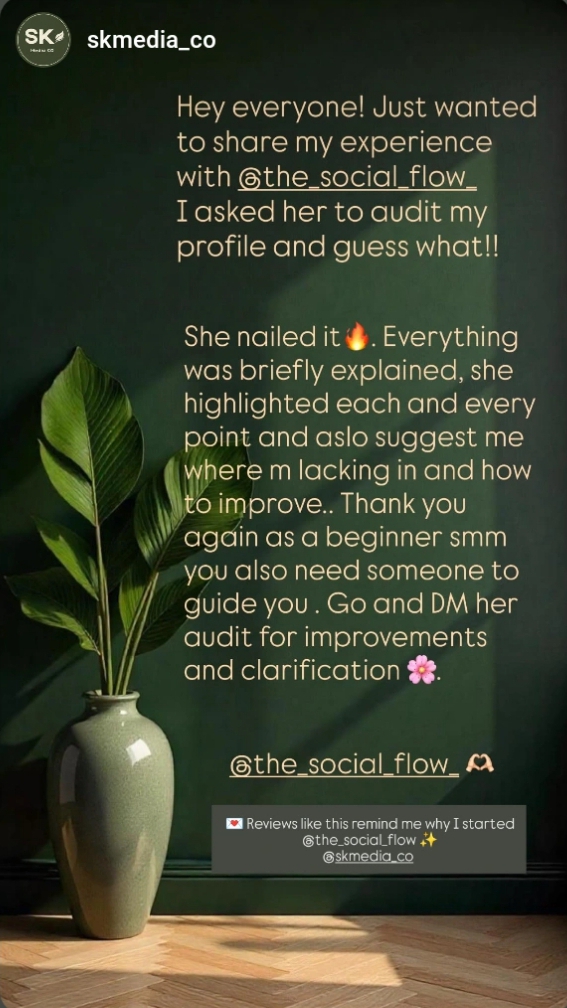 SK
Media CO
skmedia_co
Hey everyone! Just wanted
to share my experience
with @the_social_flow_
I asked her to audit my
profile and guess what!!
She nailed it🔥. Everything
was briefly explained, she
highlighted each and every
point and aslo suggest me
where m lacking in and how
to improve.. Thank you
again as a beginner smm
you also need someone to
guide you . Go and DM her
audit for improvements
and clarification 🌸.
@the_social_flow_ 🫶🏻
💌 Reviews like this remind me why I started
@the_social_flow ✨
@skmedia_co